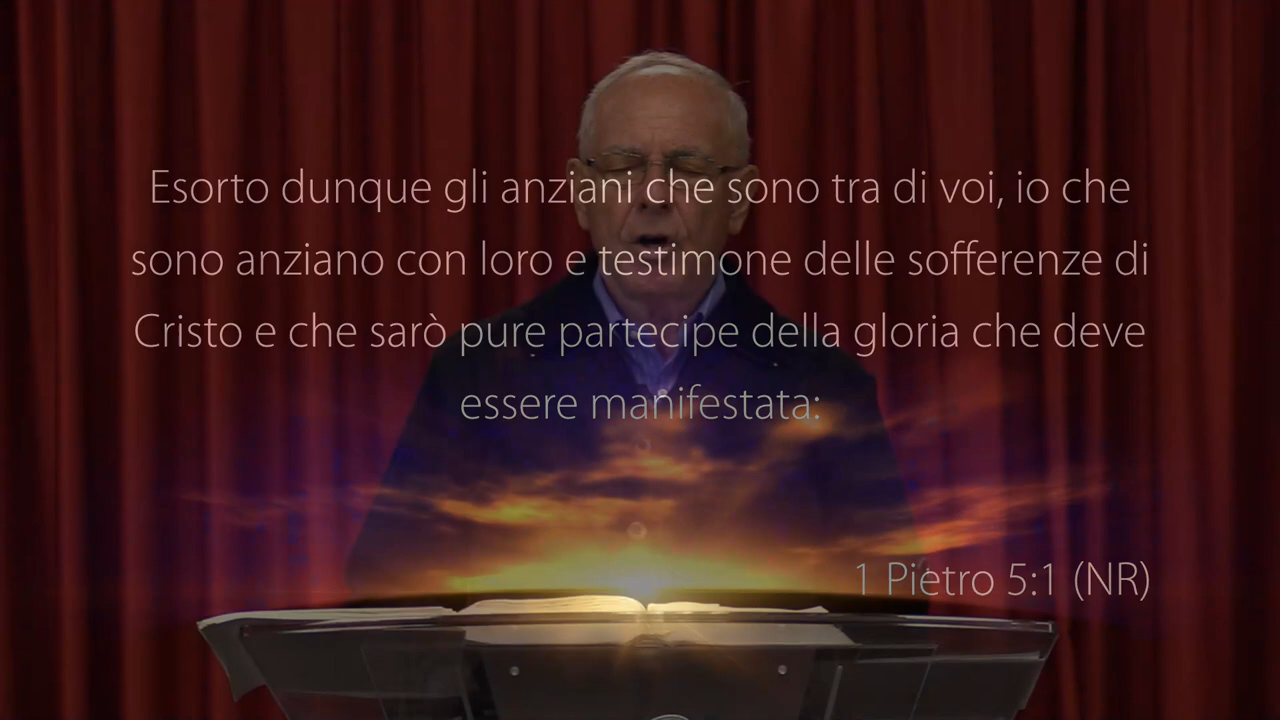 Esorto dunque gli anziani che sono tra di voi, io che
sono anziano con loro e testimone delle sofferenze di
Cristo e che sarò pure partecipe della gloria che deve
essere manifestata:
1 Pietro 5:1 (NR)